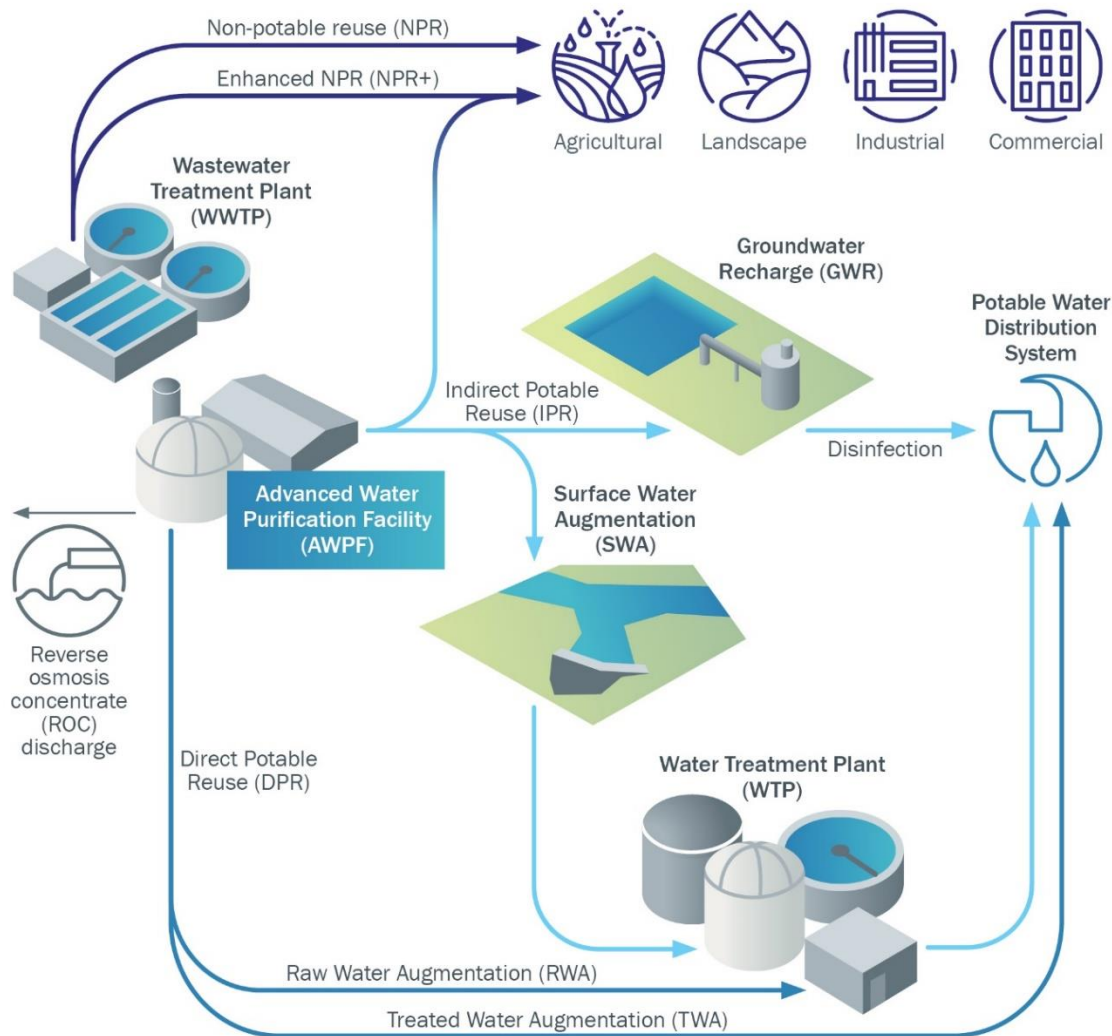 Non-potable reuse (NPR)
Enhanced NPR (NPR+)
Agricultural
Landscape
Industrial
Commercial
Wastewater
Treatment Plant
(WWTP)
Groundwater
Recharge (GWR)
Potable Water
Distribution
System
Indirect Potable
Reuse (IPR)
Disinfection
Advanced Water
Purification Facility
(AWPF)
Surface Water
Augmentation
(SWA)
Reverse
osmosis
concentrate
(ROC)
discharge
Direct Potable
Reuse (DPR)
Water Treatment Plant
(WTP)
Raw Water Augmentation (RWA)
Treated Water Augmentation (TWA)